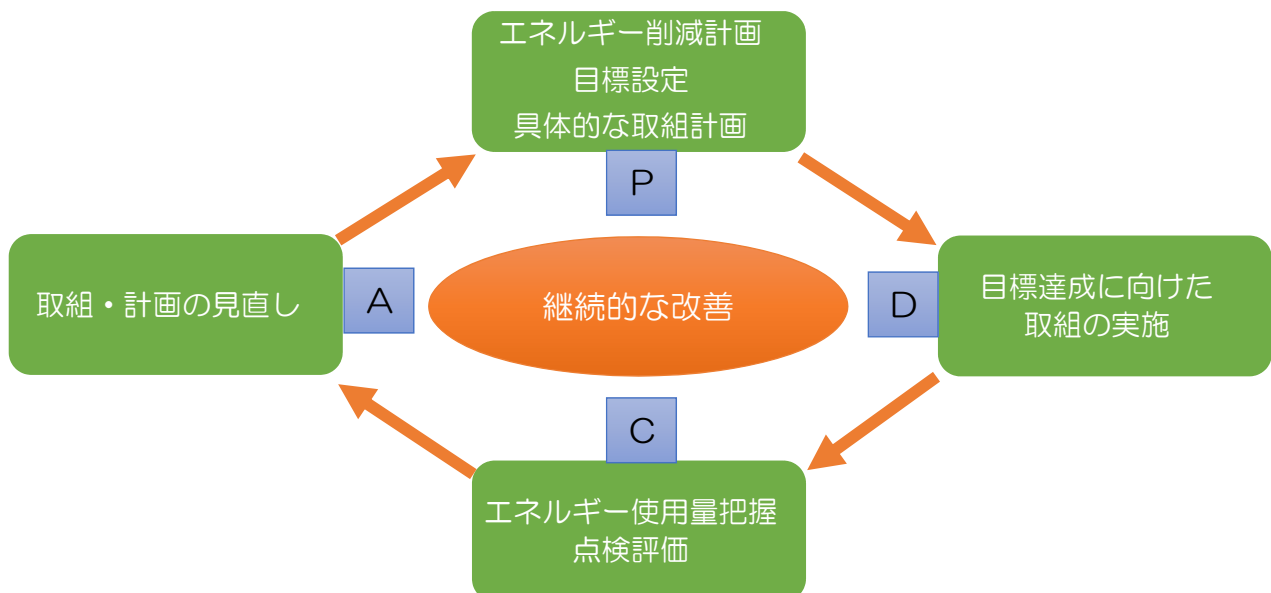 エネルギー削減計画
目標設定
具体的な取組計画
P
取組・計画の見直し
A
継続的な改善
D
目標達成に向けた
取組の実施
C
エネルギー使用量把握
点検評価